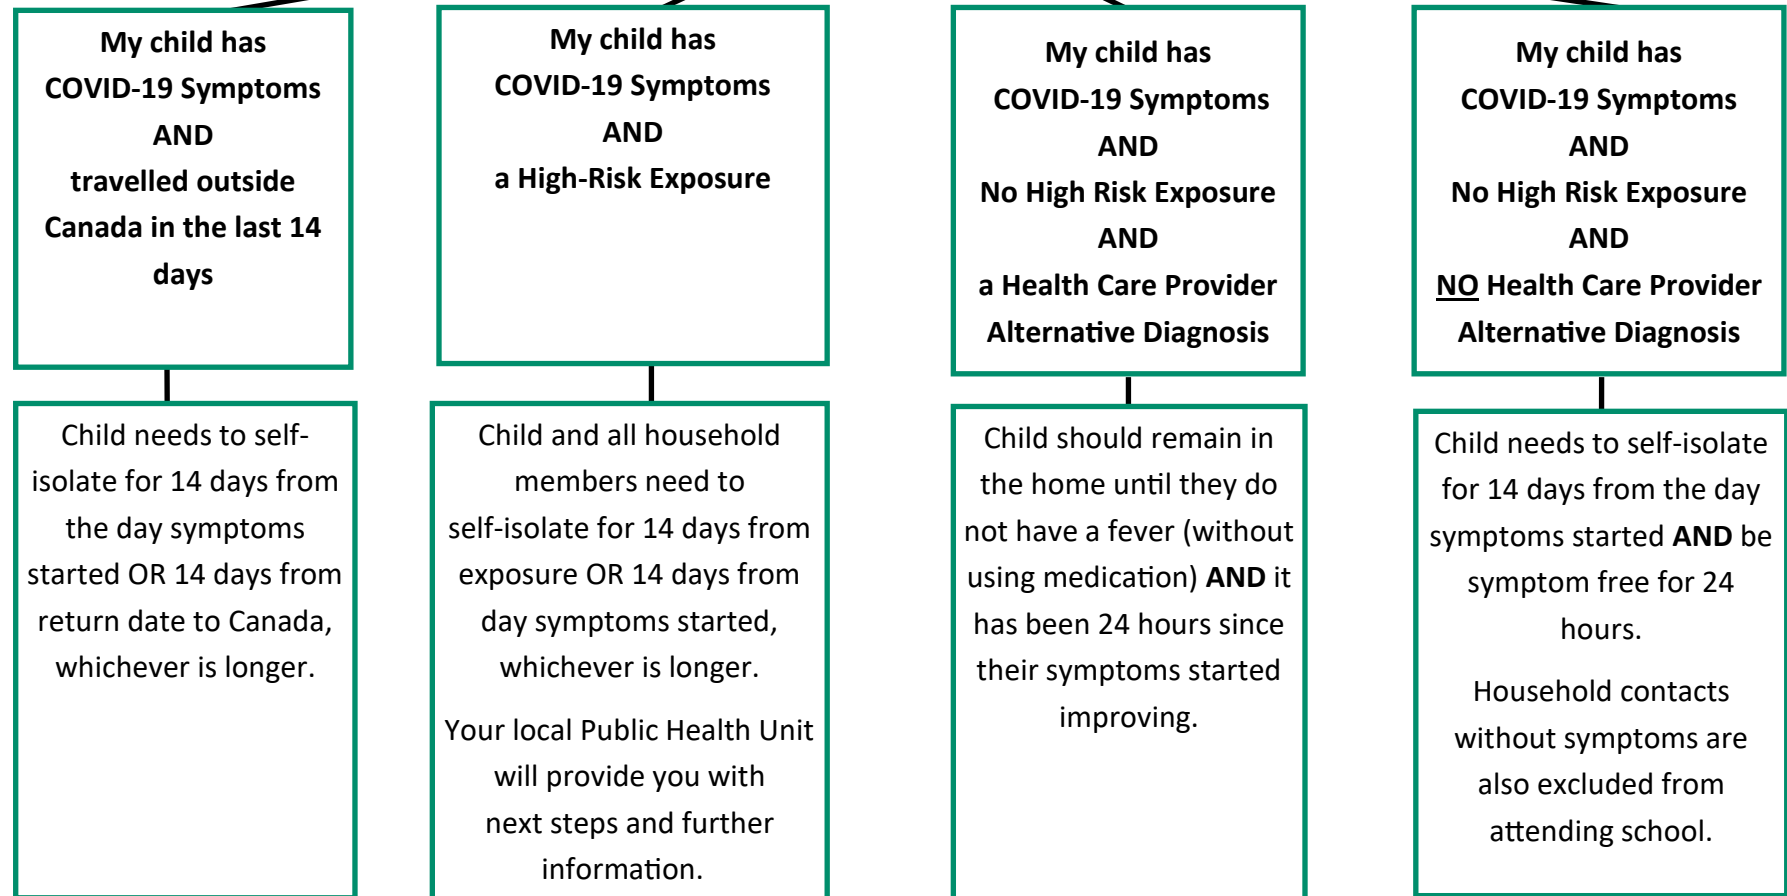 My child has
COVID-19 Symptoms
AND
travelled outside
Canada in the last 14
days
Child needs to self-
isolate for 14 days from
the day symptoms
started OR 14 days from
return date to Canada,
whichever is longer.
My child has
COVID-19 Symptoms
AND
a High-Risk Exposure
Child and all household
members need to
self-isolate for 14 days from
exposure OR 14 days from
day symptoms started,
whichever is longer.
Your local Public Health Unit
will provide you with
next steps and further
information.
My child has
COVID-19 Symptoms
AND
No High Risk Exposure
AND
a Health Care Provider
Alternative Diagnosis
Child should remain in
the home until they do
not have a fever (without
using medication) AND it
has been 24 hours since
their symptoms started
improving.
My child has
COVID-19 Symptoms
AND
No High Risk Exposure
AND
NO Health Care Provider
Alternative Diagnosis
Child needs to self-isolate
for 14 days from the day
symptoms started AND be
symptom free for 24
hours.
Household contacts
without symptoms are
also excluded from
attending school.